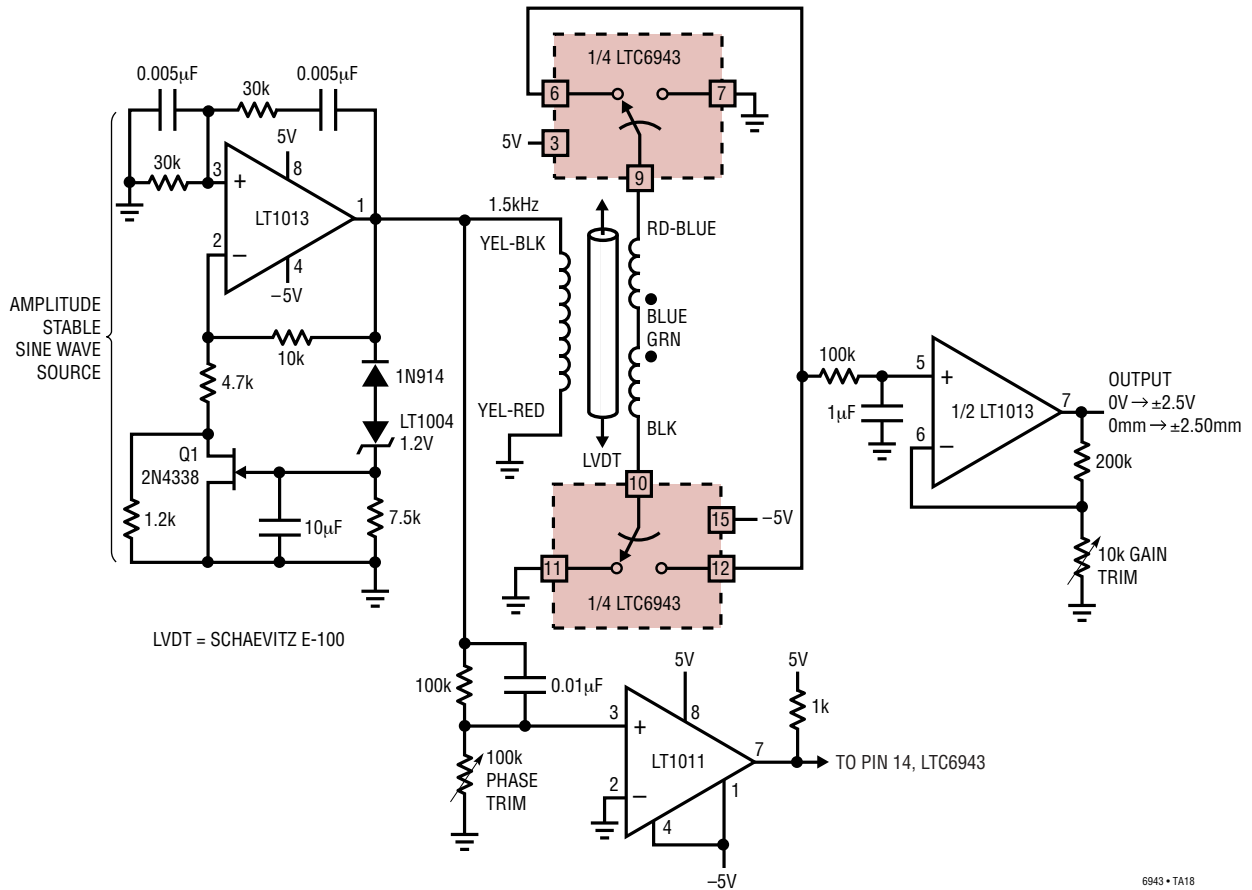 0.005µF
30k
0.005µF
30k
5V
8
3
+
LT1013
1
2
–
4
–5V
AMPLITUDE
STABLE
SINE WAVE
SOURCE
10k
4.7k
1N914
LT1004
1.2V
Q1
2N4338
1.2k
10µF
7.5k
LVDT = SCHAEVITZ E-100
1.5kHz
YEL-BLK
YEL-RED
LVDT
RD-BLUE
BLUE
GRN
BLK
1/4 LTC6943
6
7
5V
3
9
10
15
–5V
11
12
1/4 LTC6943
100k
1µF
5
+
6
–
1/2 LT1013
7
OUTPUT
0V → ±2.5V
0mm → ±2.50mm
200k
10k GAIN
TRIM
100k
0.01µF
100k
PHASE
TRIM
5V
8
3
+
LT1011
2
–
4
1
–5V
7
5V
1k
TO PIN 14, LTC6943
6943 • TA18